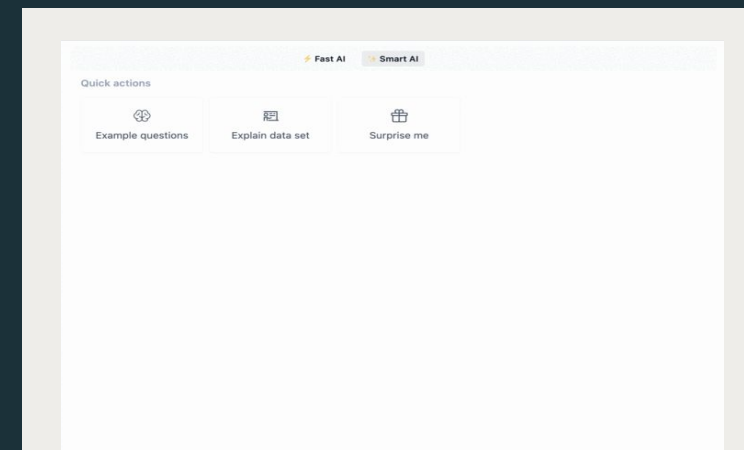 Fast AI
Smart AI
Quick actions
Example questions
Explain data set
Surprise me